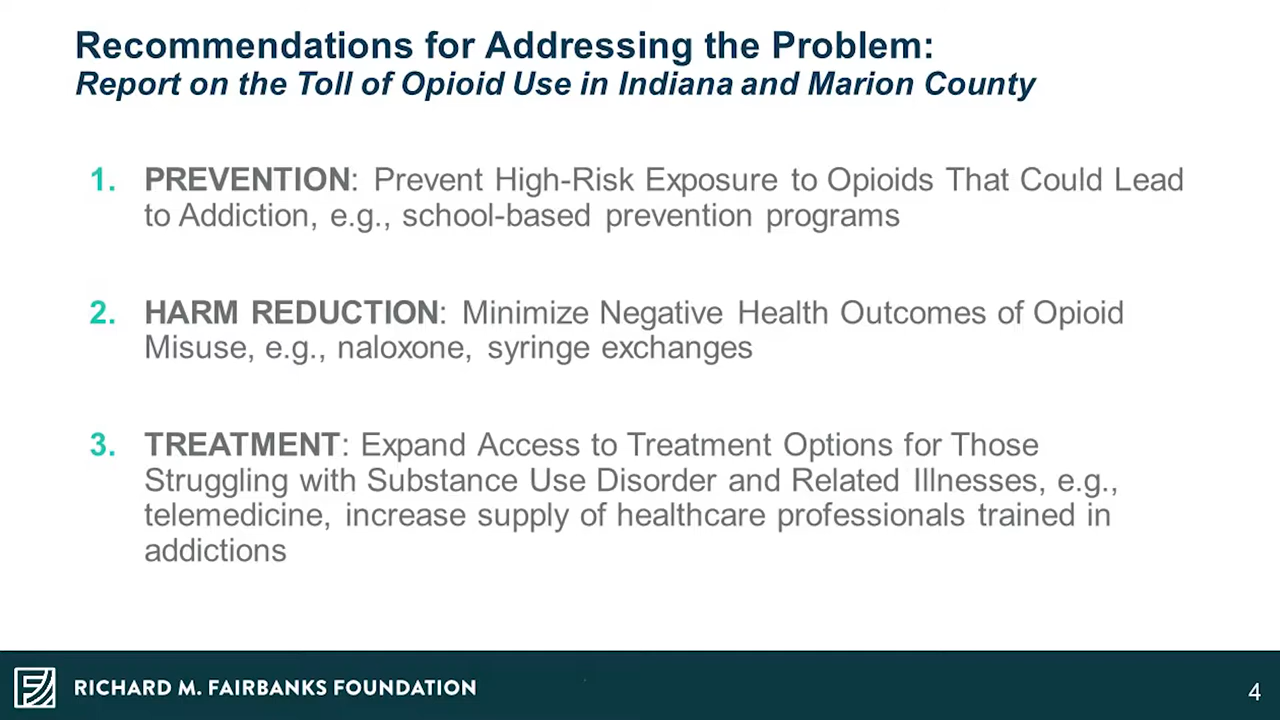 Recommendations for Addressing the Problem:
Report on the Toll of Opioid Use in Indiana and Marion County
1. PREVENTION: Prevent High-Risk Exposure to Opioids That Could Lead
to Addiction, e.g., school-based prevention programs
2. HARM REDUCTION: Minimize Negative Health Outcomes of Opioid
Misuse, e.g., naloxone, syringe exchanges
3. TREATMENT: Expand Access to Treatment Options for Those
Struggling with Substance Use Disorder and Related Illnesses, e.g.,
telemedicine, increase supply of healthcare professionals trained in
addictions
RICHARD M. FAIRBANKS FOUNDATION
4